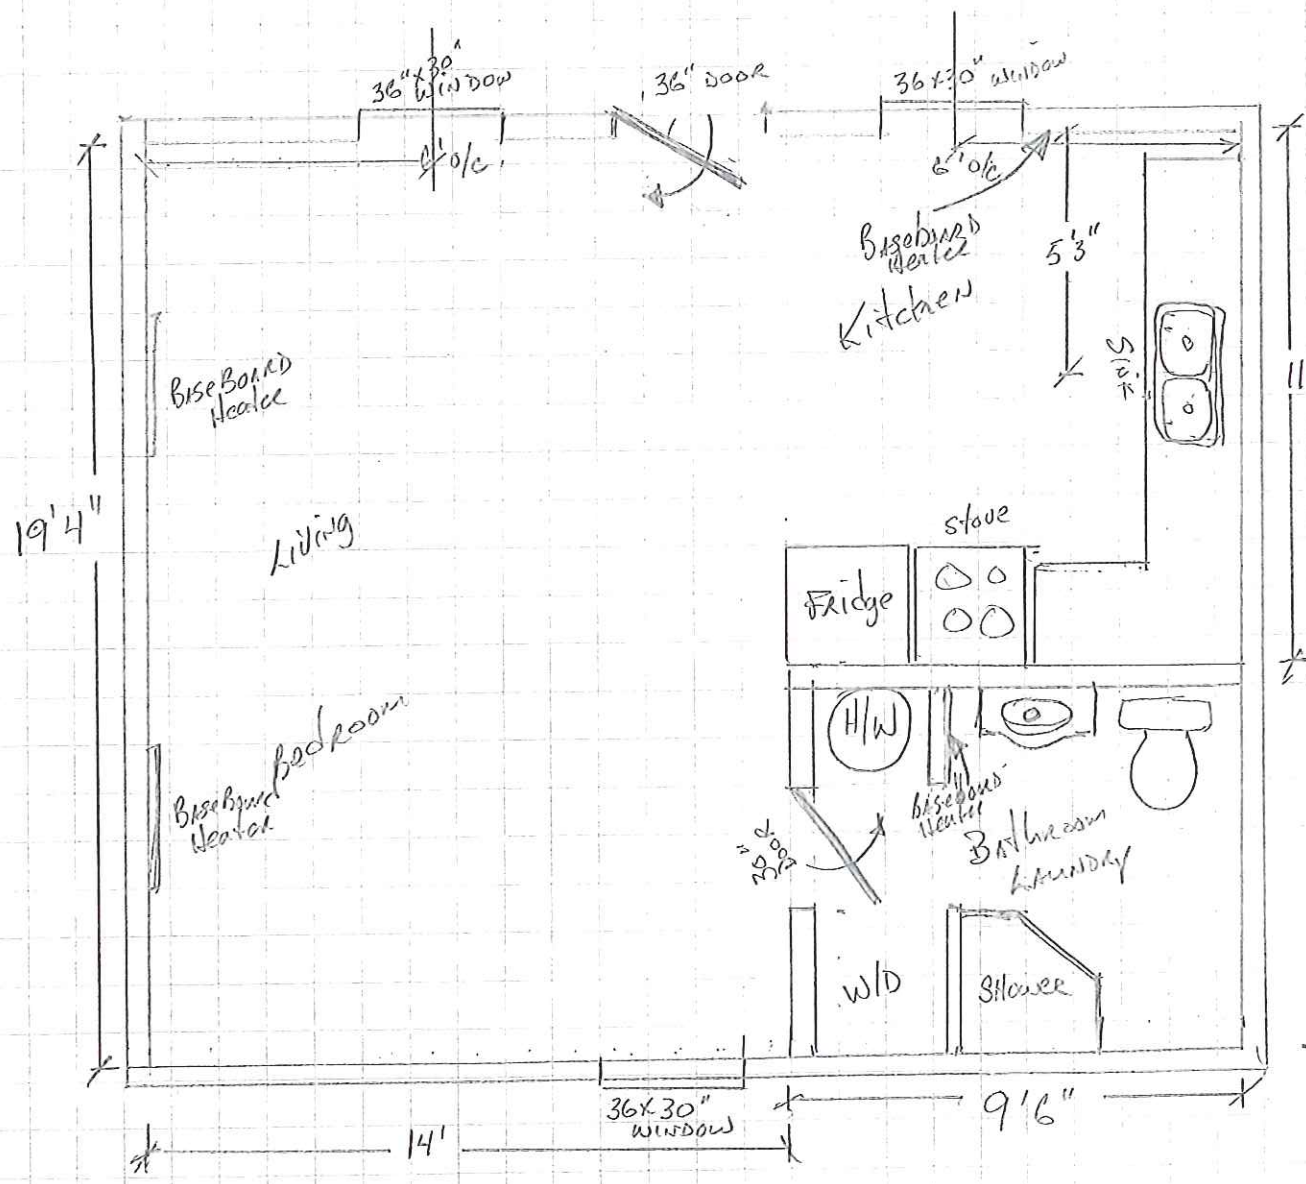 36"x30"
WINDOW
36" DOOR
36x30" WINDOW
6' O/C
6' O/C
Baseboard
Heater
5'3"
Kitchen
Sink
11
BaseBoard
Heater
19'4"
Living
Stove
Fridge
Bedroom
H/W
BaseBoard
Heater
Baseboard
Heater
Bathroom
Laundry
Door
W/D
Shower
36x30"
WINDOW
9'6"
14'